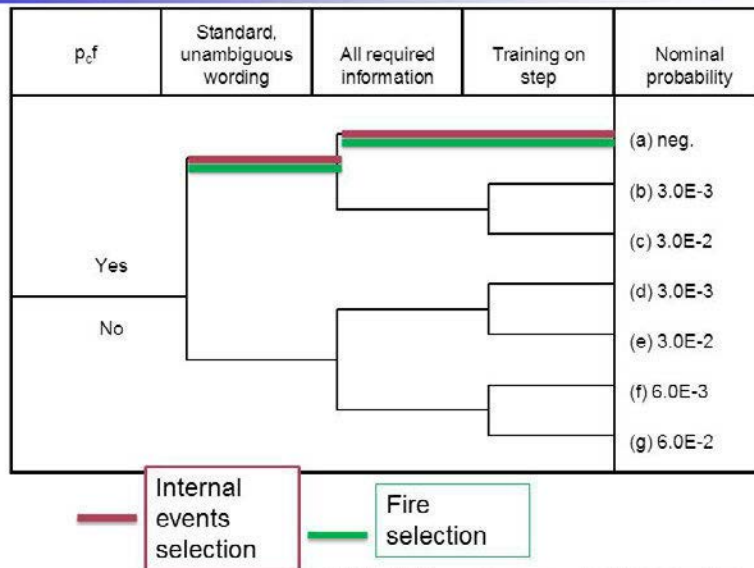 p_cf
Standard,
unambiguous
wording
All required
information
Training on
step
Nominal
probability
Yes
No
(a) neg.
(b) 3.0E-3
(c) 3.0E-2
(d) 3.0E-3
(e) 3.0E-2
(f) 6.0E-3
(g) 6.0E-2
Internal
events
selection
Fire
selection